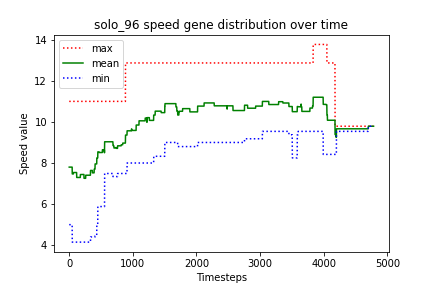 solo_96 speed gene distribution over time
max
mean
min
Speed value
14
12
10
8
6
4
0 1000 2000 3000 4000 5000
Timesteps